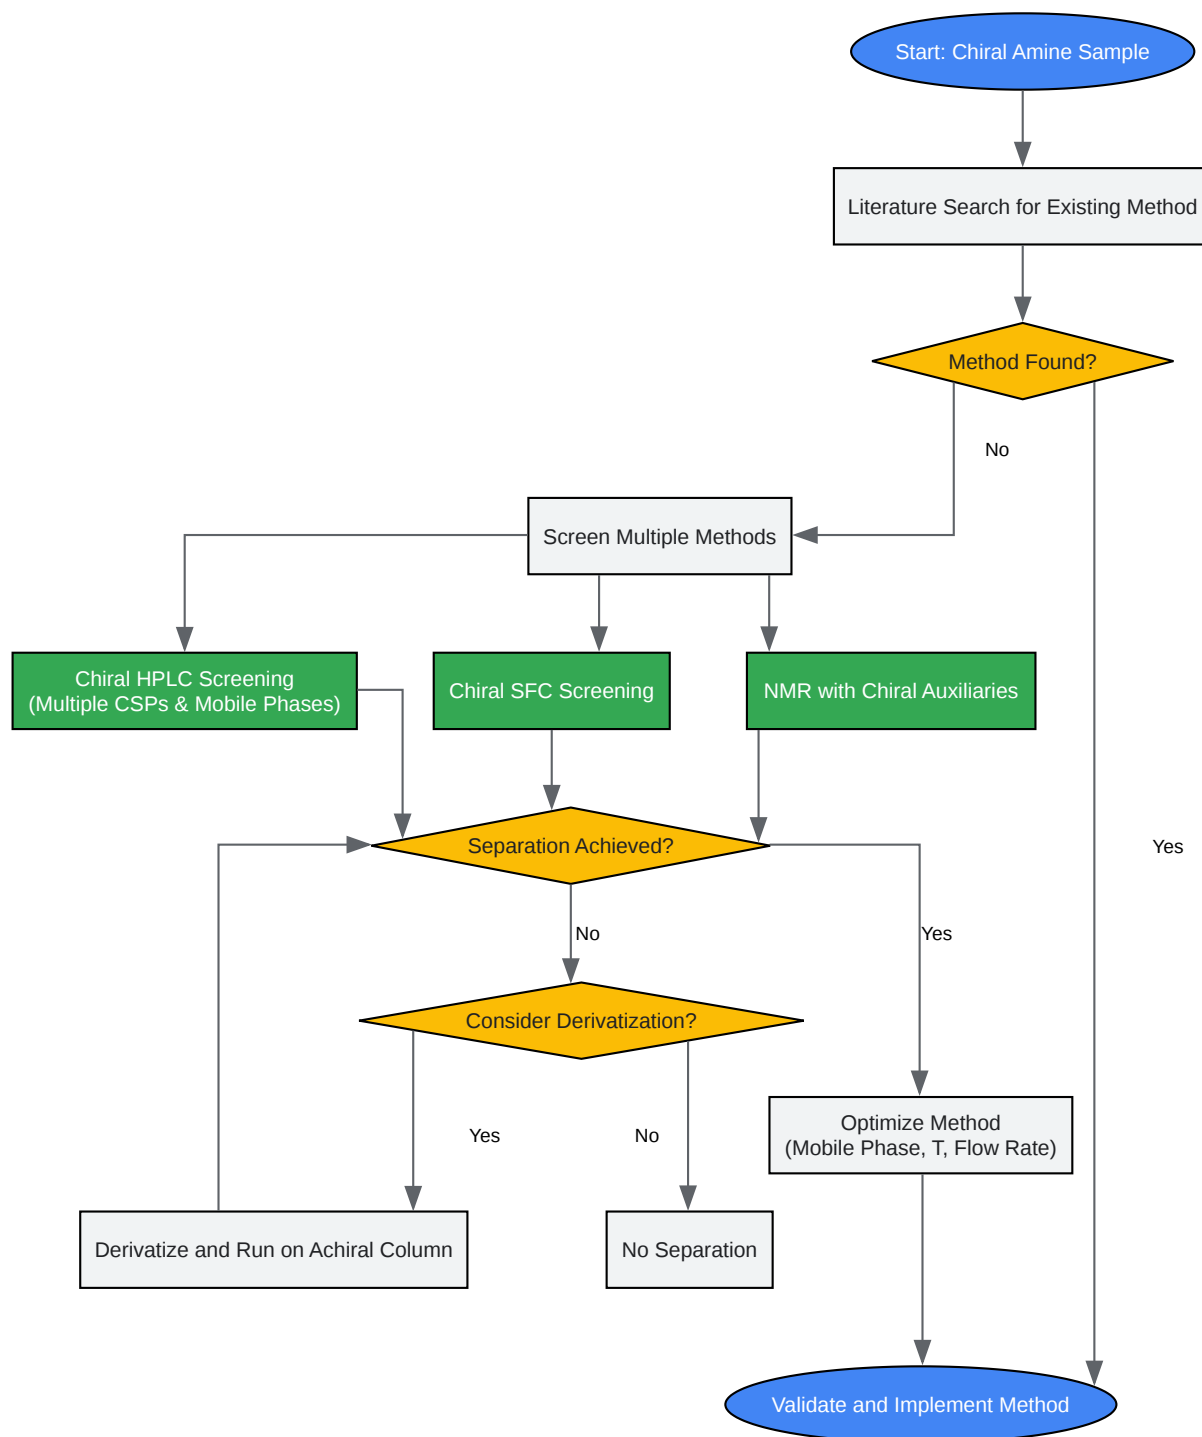 Start: Chiral Amine Sample
Literature Search for Existing Method
Method Found?
No
Screen Multiple Methods
Chiral HPLC Screening
(Multiple CSPs & Mobile Phases)
Chiral SFC Screening
NMR with Chiral Auxiliaries
Separation Achieved?
Yes
No
Yes
Consider Derivatization?
Yes
No
Optimize Method
(Mobile Phase, T, Flow Rate)
Derivatize and Run on Achiral Column
No Separation
Validate and Implement Method